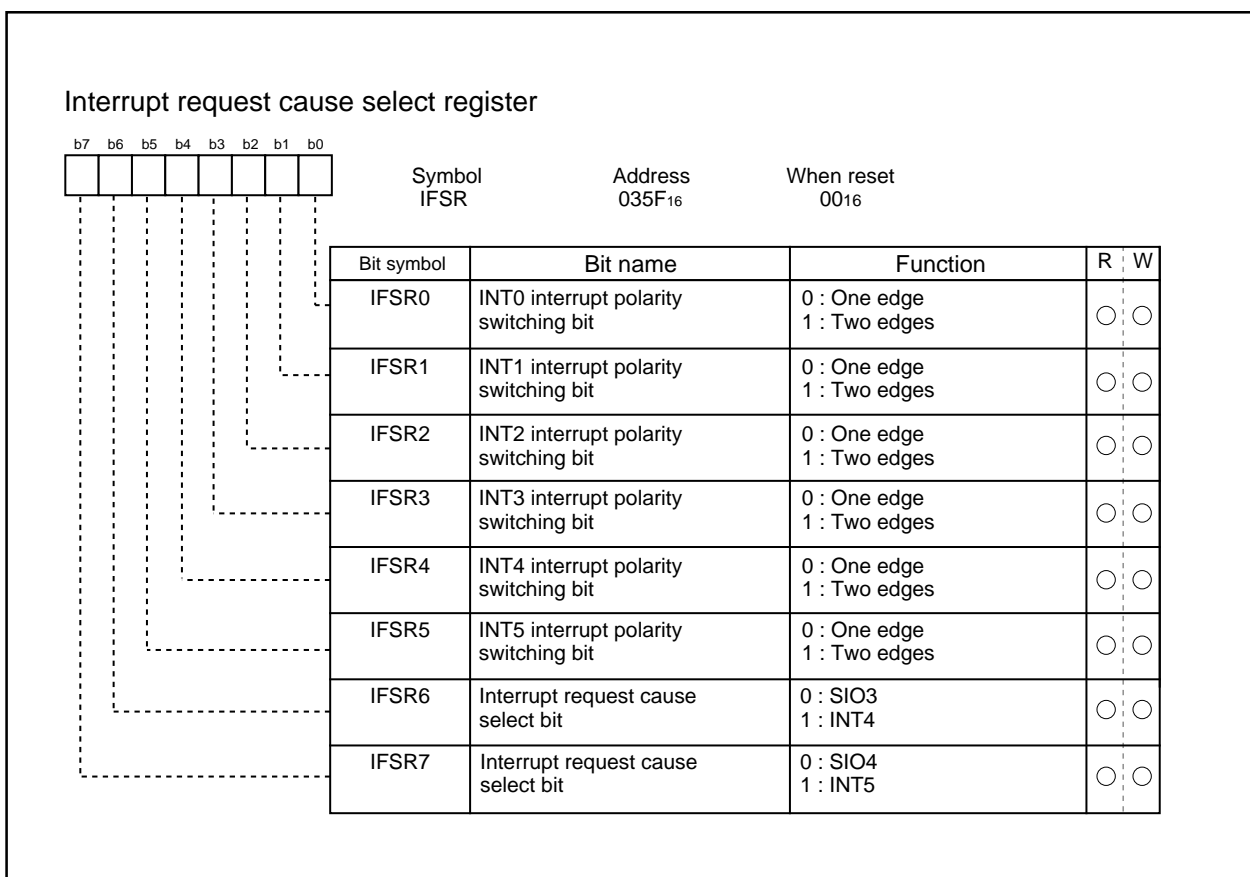 Interrupt request cause select register
b7 b6 b5 b4 b3 b2 b1 b0
Symbol Address When reset
IFSR 035F16 0016
Bit symbol Bit name Function R W
IFSR0 INT0 interrupt polarity 0 : One edge
switching bit 1 : Two edges
IFSR1 INT1 interrupt polarity 0 : One edge
switching bit 1 : Two edges
IFSR2 INT2 interrupt polarity 0 : One edge
switching bit 1 : Two edges
IFSR3 INT3 interrupt polarity 0 : One edge
switching bit 1 : Two edges
IFSR4 INT4 interrupt polarity 0 : One edge
switching bit 1 : Two edges
IFSR5 INT5 interrupt polarity 0 : One edge
switching bit 1 : Two edges
IFSR6 Interrupt request cause 0 : SIO3
select bit 1 : INT4
IFSR7 Interrupt request cause 0 : SIO4
select bit 1 : INT5